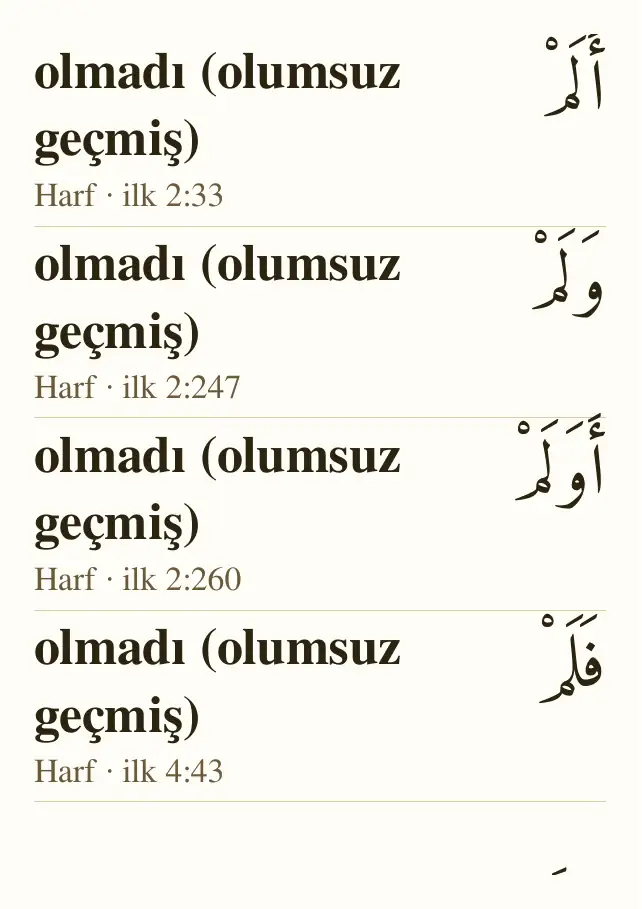 olmadı (olumsuz أَلَمْ
geçmiş)
Harf · ilk 2:33
olmadı (olumsuz وَلَمْ
geçmiş)
Harf · ilk 2:247
olmadı (olumsuz أَوَلَمْ
geçmiş)
Harf · ilk 2:260
olmadı (olumsuz فَلَمْ
geçmiş)
Harf · ilk 4:43